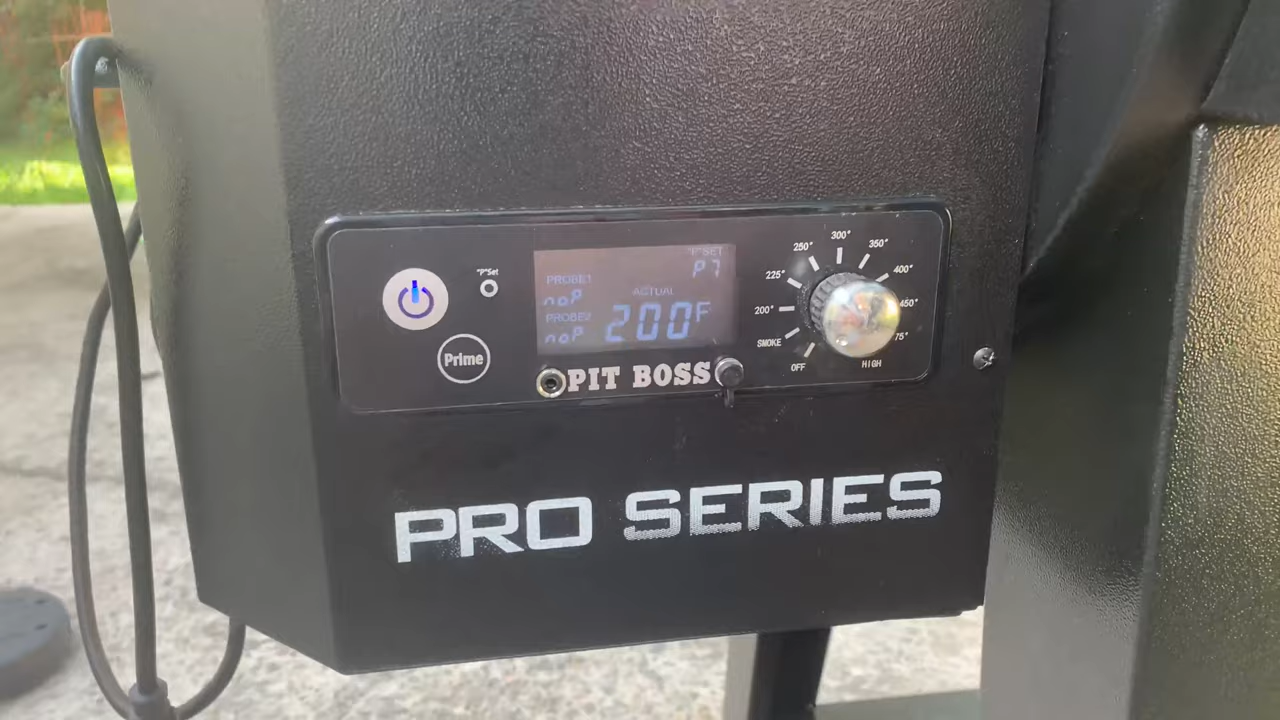 "P"Set
Prime
"P"SET
P7
PROBE1
noP
ACTUAL
PROBE2
noP
200F
PIT BOSS
OFF
SMOKE
200°
225°
250°
300°
350°
400°
450°
75°
HIGH
PRO SERIES